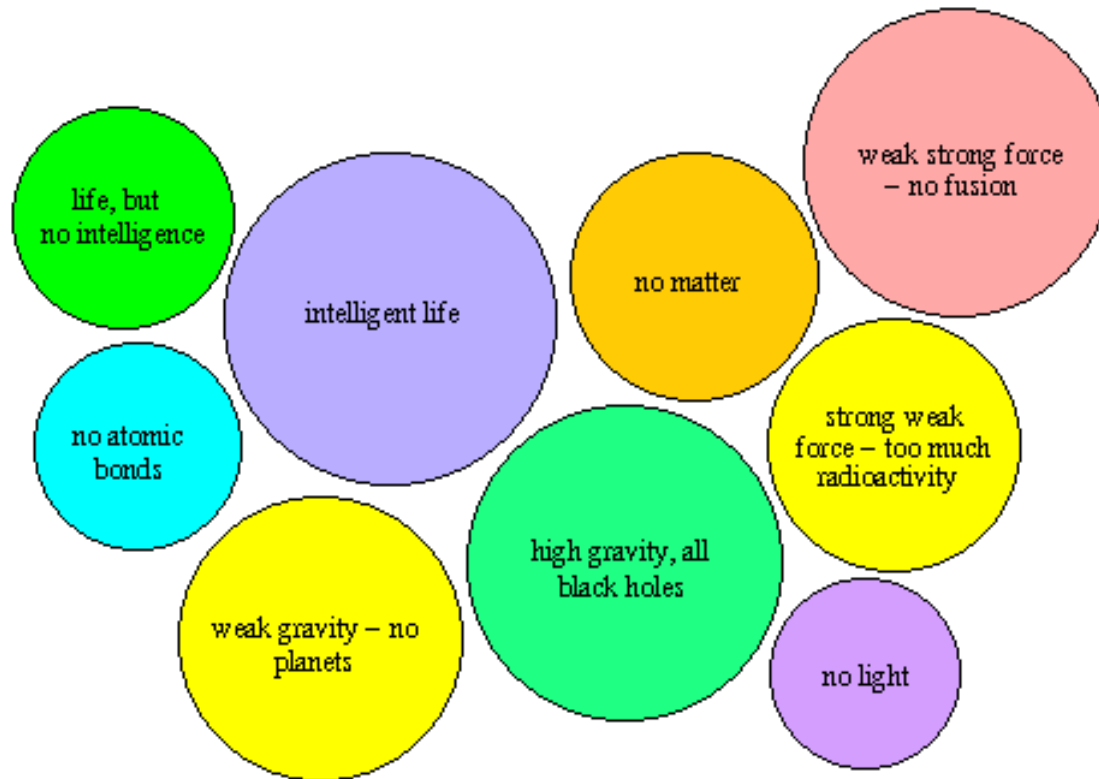 weak strong force
– no fusion
life, but
no intelligence
intelligent life
no matter
no atomic
bonds
strong weak
force – too much
radioactivity
high gravity, all
black holes
weak gravity – no
planets
no light